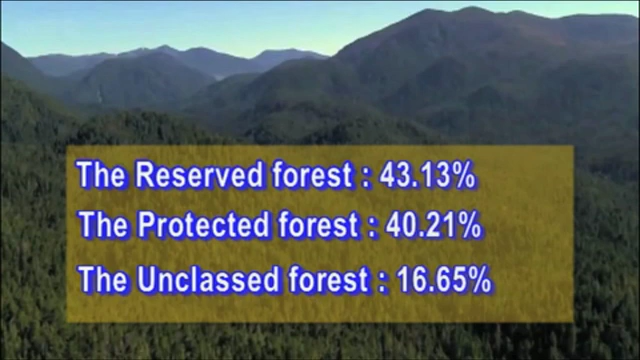 The Reserved forest : 43.13%
The Protected forest : 40.21%
The Unclassed forest : 16.65%